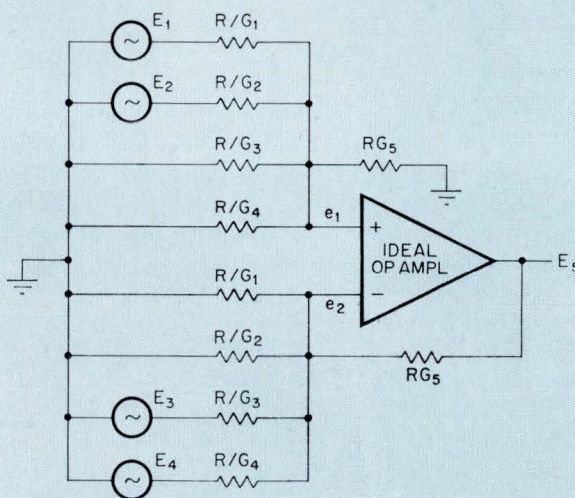 E1 R/G1
E2 R/G2
R/G3 RG5
R/G4 e1 +
IDEAL
OP AMPL
E5
R/G1 e2 −
R/G2 RG5
E3 R/G3
E4 R/G4